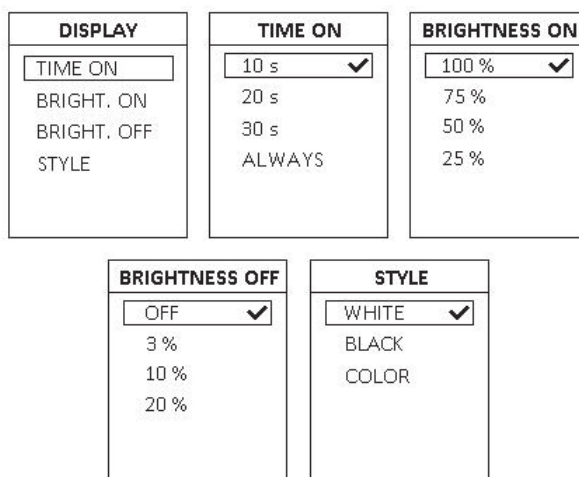 DISPLAY
TIME ON
BRIGHT. ON
BRIGHT. OFF
STYLE
TIME ON
10 s ✔
20 s
30 s
ALWAYS
BRIGHTNESS ON
100 % ✔
75 %
50 %
25 %
BRIGHTNESS OFF
OFF ✔
3 %
10 %
20 %
STYLE
WHITE ✔
BLACK
COLOR